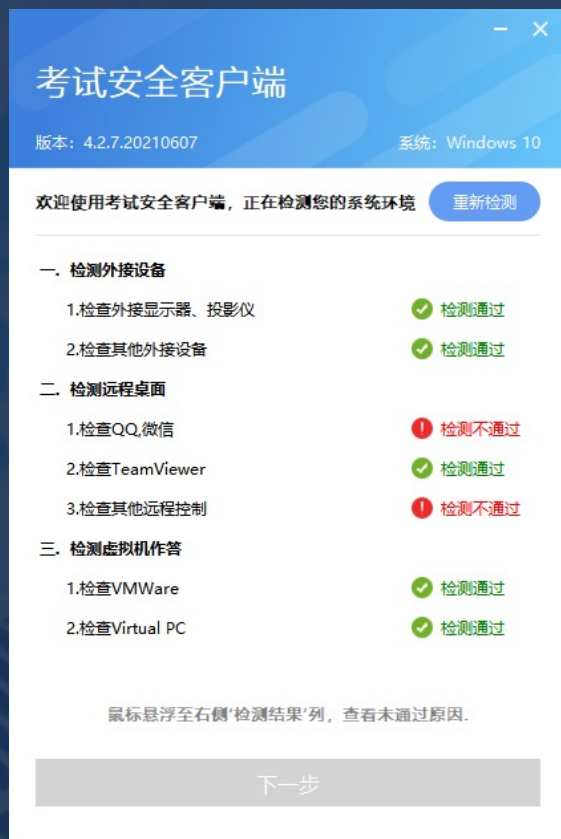 考试安全客户端
版本：4.2.7.20210607 系统：Windows 10
欢迎使用考试安全客户端，正在检测您的系统环境 重新检测
一. 检测外接设备
1.检查外接显示器、投影仪 检测通过
2.检查其他外接设备 检测通过
二. 检测远程桌面
1.检查QQ,微信 检测不通过
2.检查TeamViewer 检测通过
3.检查其他远程控制 检测不通过
三. 检测虚拟机作答
1.检查VMWare 检测通过
2.检查Virtual PC 检测通过
鼠标悬浮至右侧‘检测结果’列，查看未通过原因.
下一步